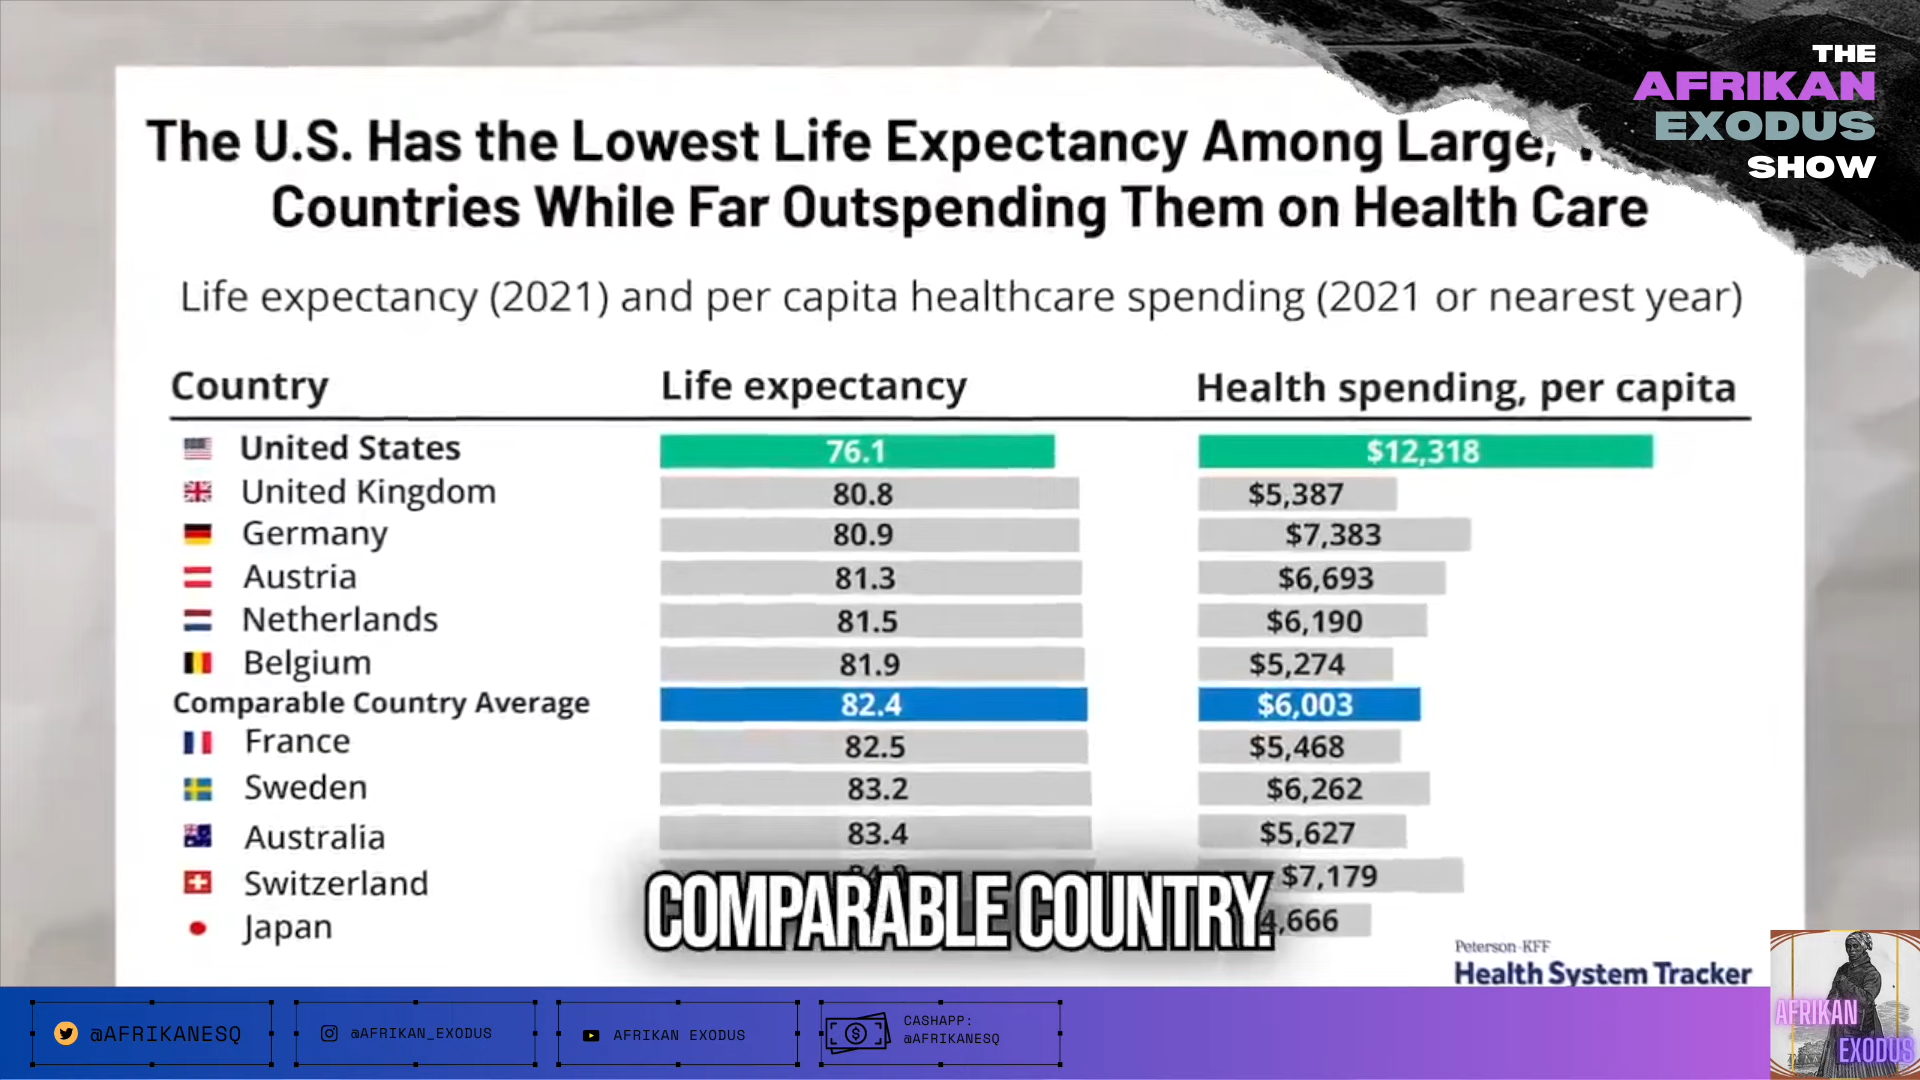 THE
AFRIKAN
EXODUS
SHOW
The U.S. Has the Lowest Life Expectancy Among Large,
Countries While Far Outspending Them on Health Care
Life expectancy (2021) and per capita healthcare spending (2021 or nearest year)
Country Life expectancy Health spending, per capita
United States 76.1 $12,318
United Kingdom 80.8 $5,387
Germany 80.9 $7,383
Austria 81.3 $6,693
Netherlands 81.5 $6,190
Belgium 81.9 $5,274
Comparable Country Average 82.4 $6,003
France 82.5 $5,468
Sweden 83.2 $6,262
Australia 83.4 $5,627
Switzerland $7,179
Japan 4,666
COMPARABLE COUNTRY.
Peterson-KFF
Health System Tracker
@AFRIKANESQ
@AFRIKAN_EXODUS
AFRIKAN EXODUS
CASHAPP:
@AFRIKANESQ
AFRIKAN
EXODUS